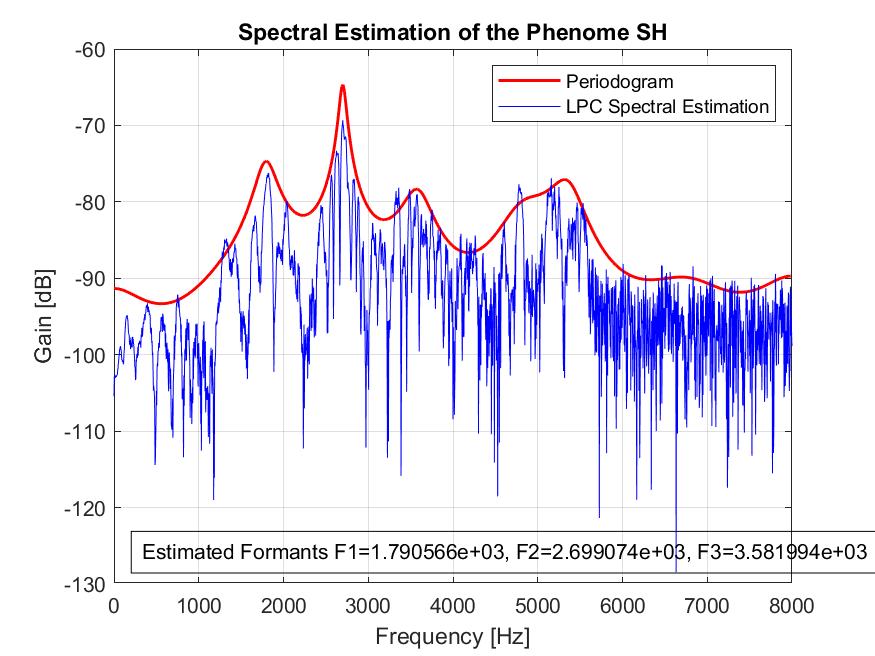 Spectral Estimation of the Phenome SH
Periodogram
LPC Spectral Estimation
Gain [dB]
-60
-70
-80
-90
-100
-110
-120
-130
Estimated Formants F1=1.790566e+03, F2=2.699074e+03, F3=3.581994e+03
0 1000 2000 3000 4000 5000 6000 7000 8000
Frequency [Hz]